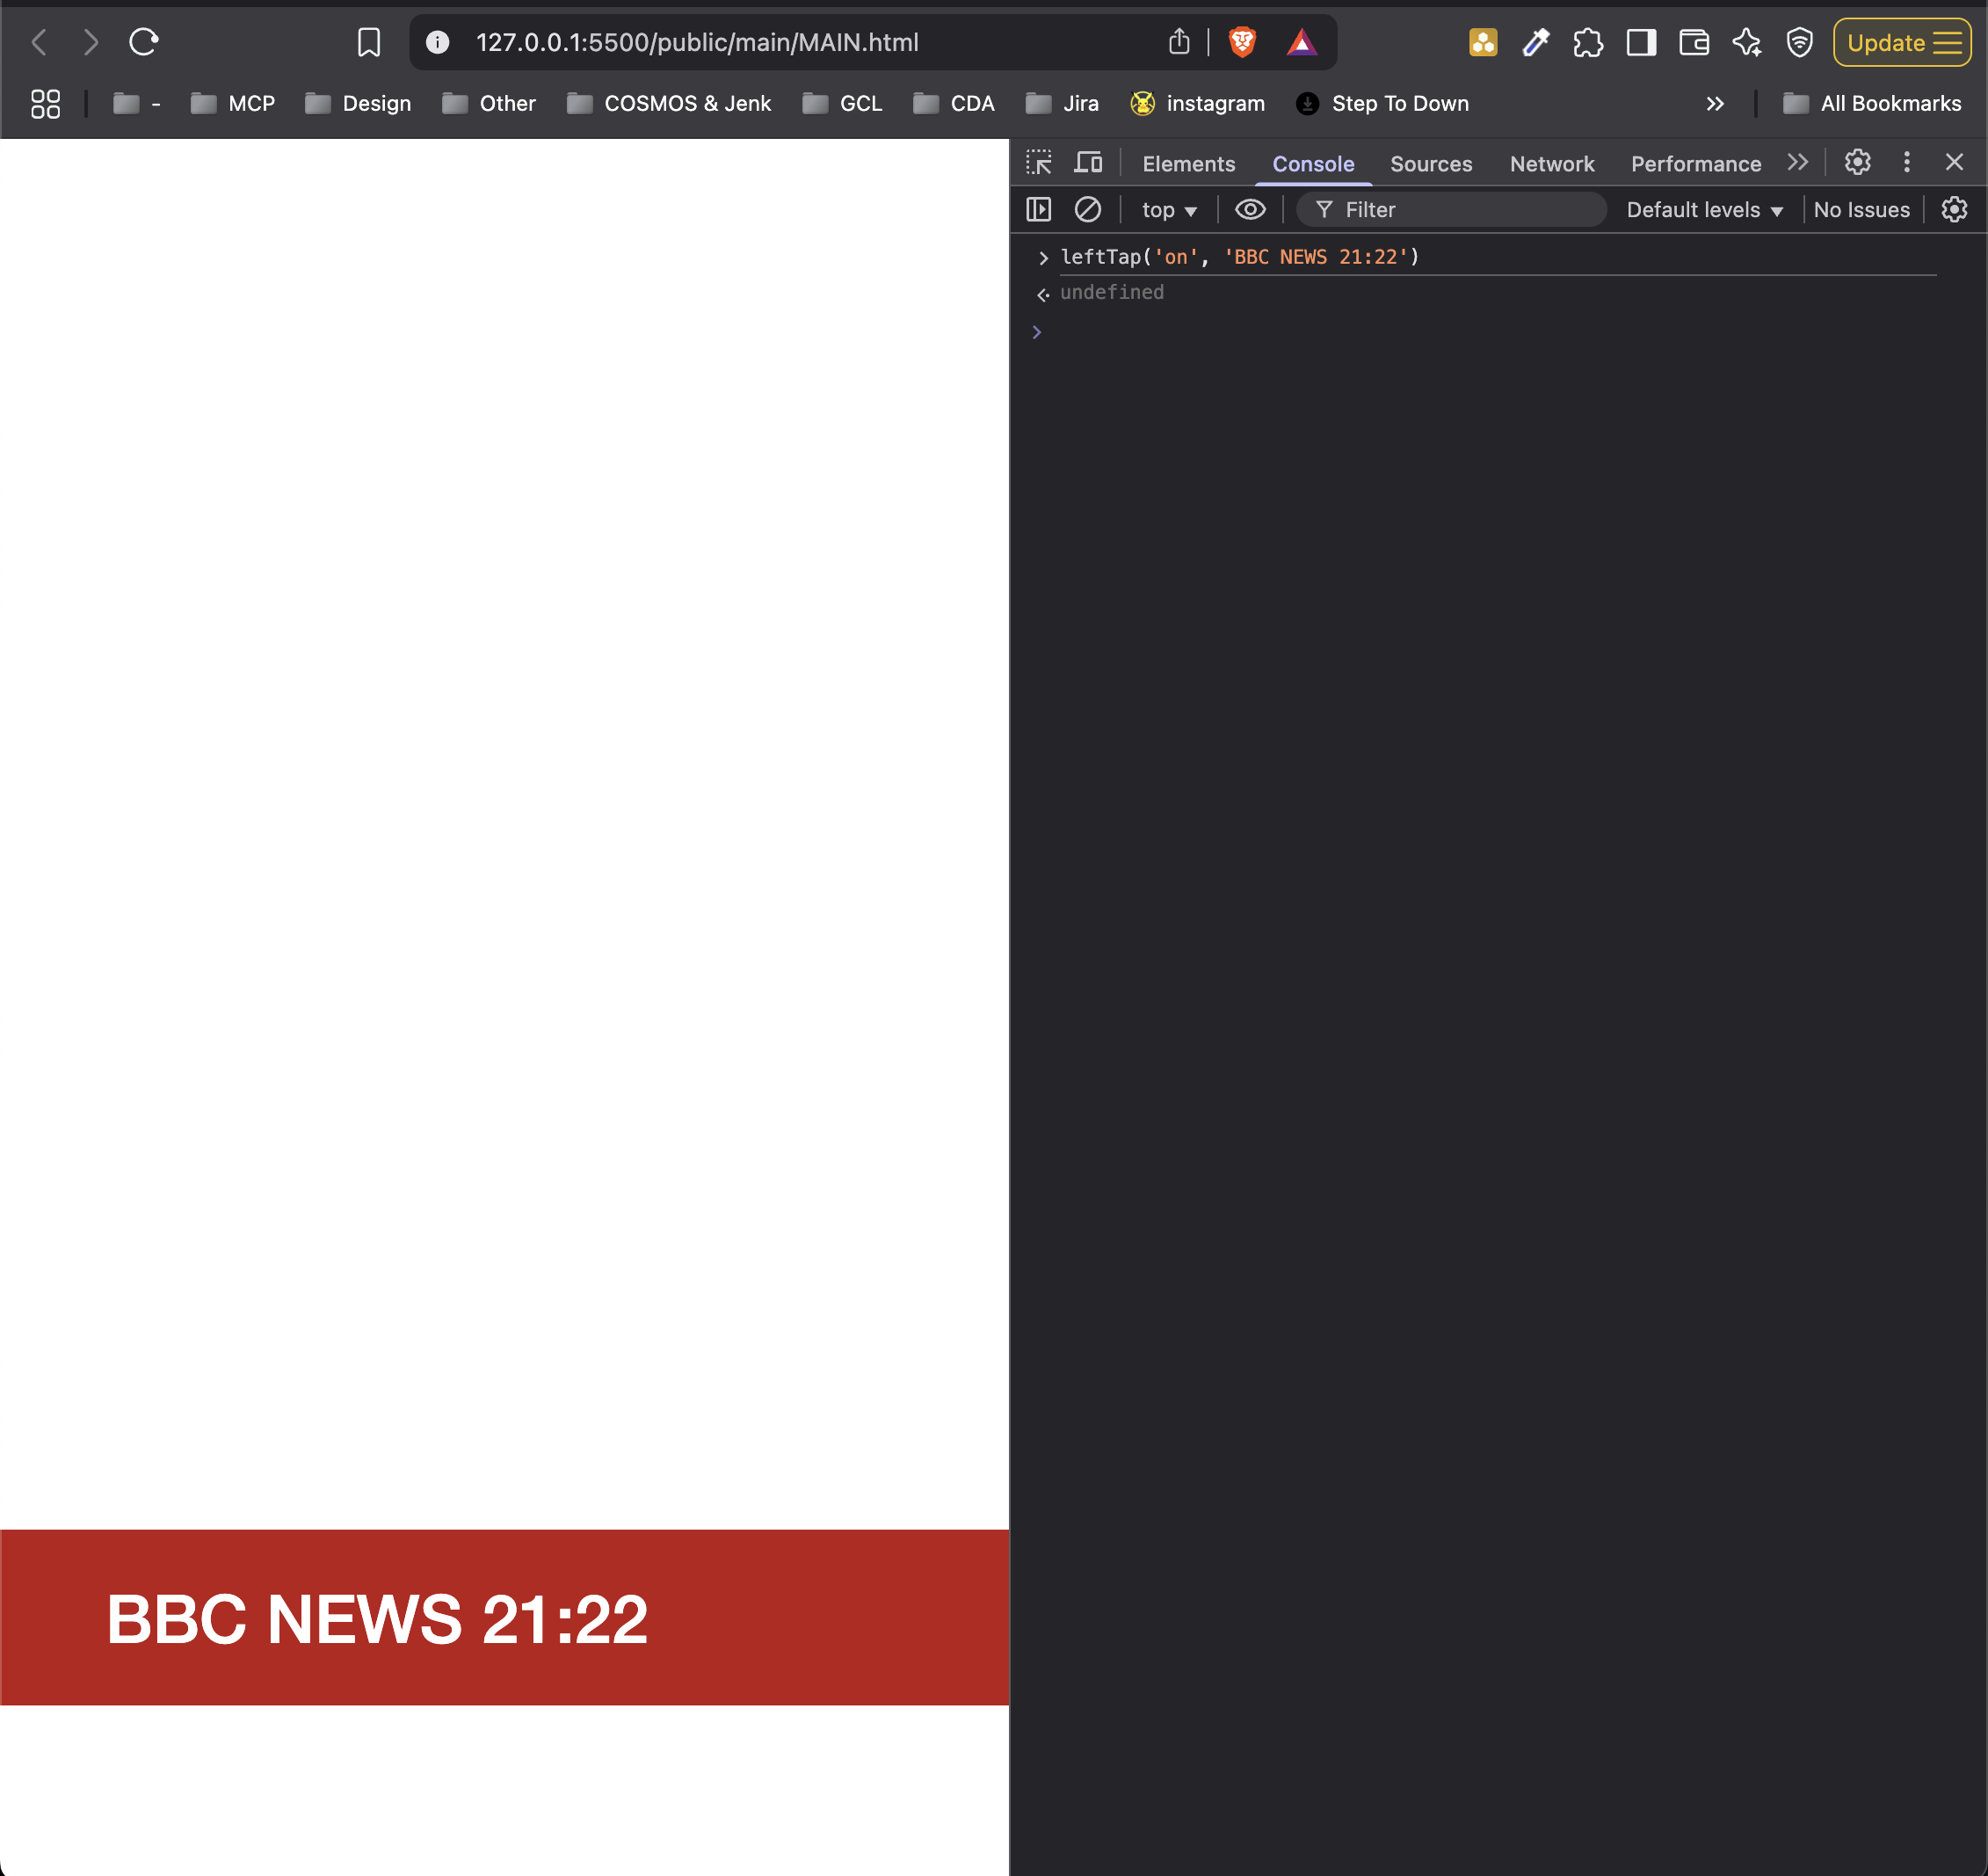 127.0.0.1:5500/public/main/MAIN.html
Update
- MCP Design Other COSMOS & Jenk GCL CDA Jira instagram Step To Down » All Bookmarks
Elements Console Sources Network Performance
top Filter Default levels No Issues
leftTap('on', 'BBC NEWS 21:22')
undefined
BBC NEWS 21:22